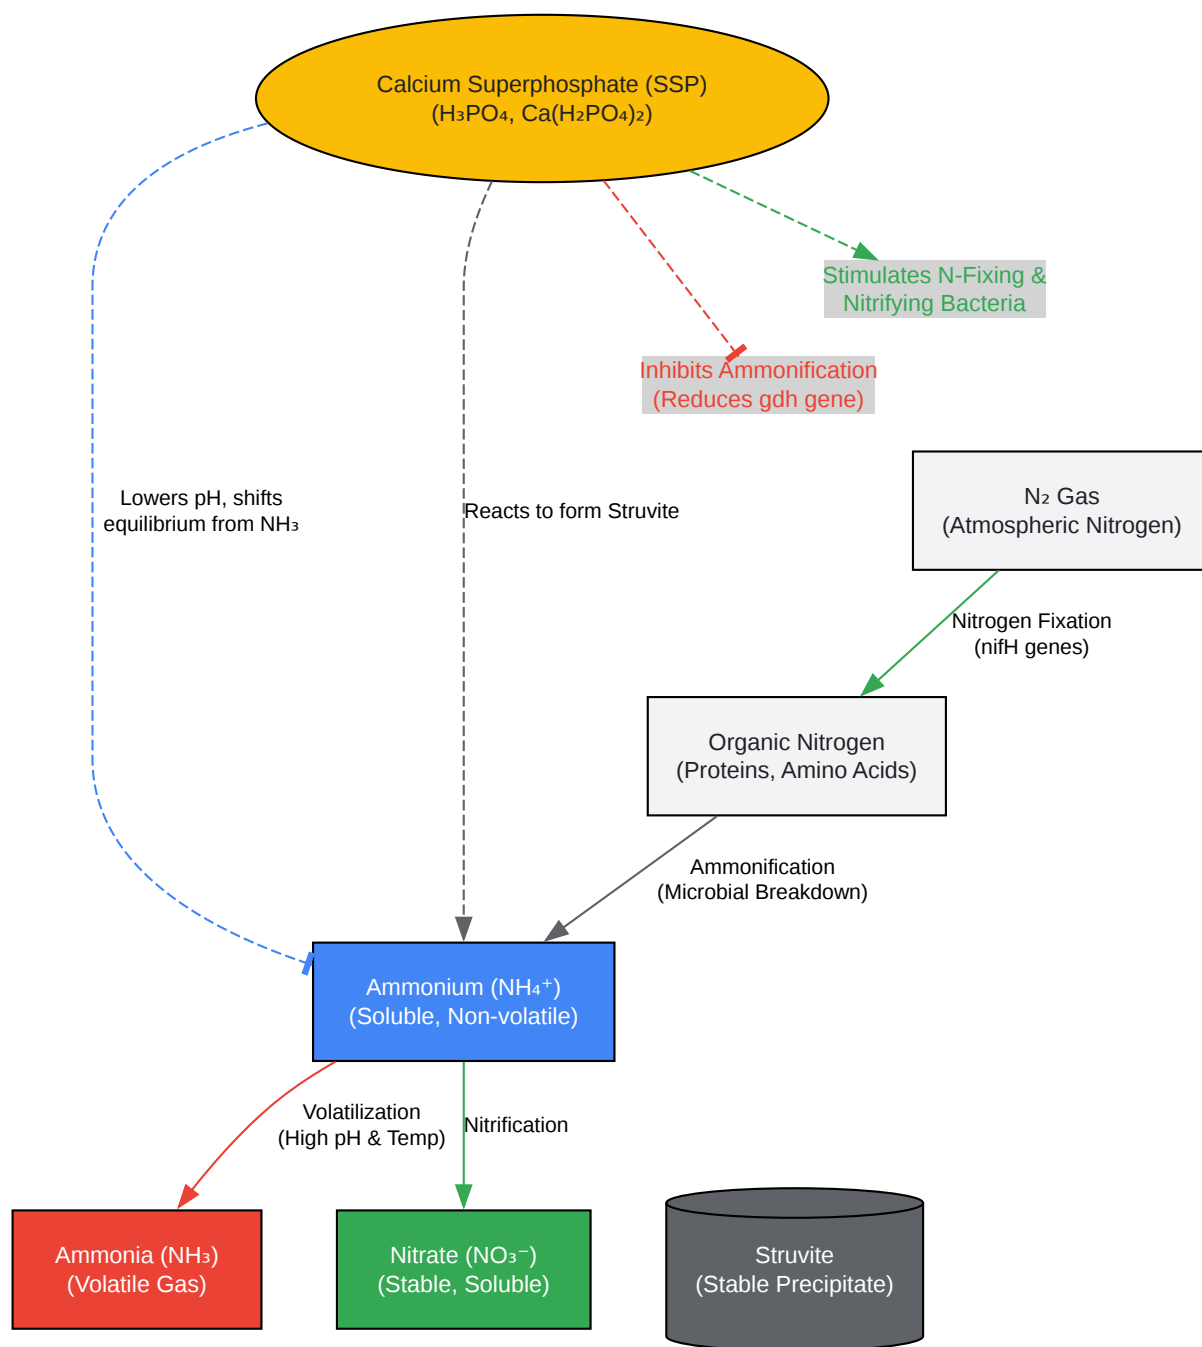 Calcium Superphosphate (SSP)
(H₃PO₄, Ca(H₂PO₄)₂)
Stimulates N-Fixing &
Nitrifying Bacteria
Inhibits Ammonification
(Reduces gdh gene)
Lowers pH, shifts
equilibrium from NH₃
Reacts to form Struvite
N₂ Gas
(Atmospheric Nitrogen)
Nitrogen Fixation
(nifH genes)
Organic Nitrogen
(Proteins, Amino Acids)
Ammonification
(Microbial Breakdown)
Ammonium (NH₄⁺)
(Soluble, Non-volatile)
Volatilization
(High pH & Temp)
Nitrification
Ammonia (NH₃)
(Volatile Gas)
Nitrate (NO₃⁻)
(Stable, Soluble)
Struvite
(Stable Precipitate)